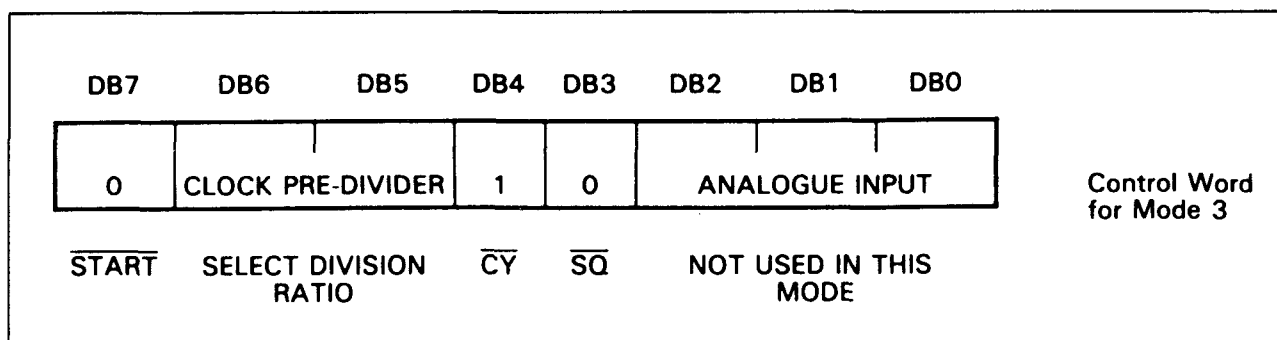 DB7 DB6 DB5 DB4 DB3 DB2 DB1 DB0
0 CLOCK PRE-DIVIDER 1 0 ANALOGUE INPUT
Control Word
for Mode 3
START SELECT DIVISION CY SQ NOT USED IN THIS
RATIO MODE